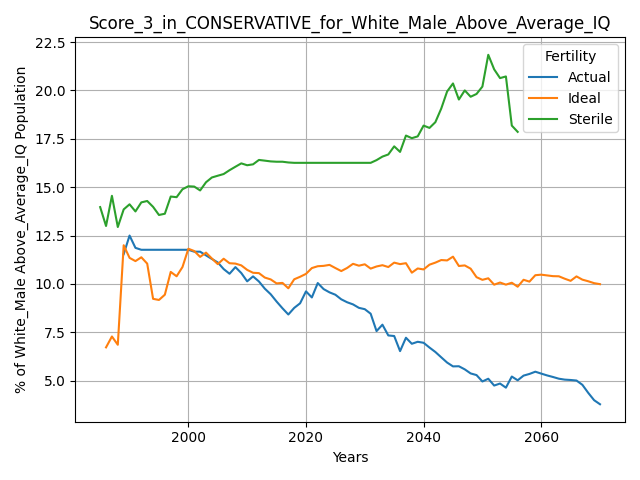 Score_3_in_CONSERVATIVE_for_White_Male_Above_Average_IQ
% of White_Male Above_Average_IQ Population
22.5
20.0
17.5
15.0
12.5
10.0
7.5
5.0
Fertility
Actual
Ideal
Sterile
2000
2020
2040
2060
Years